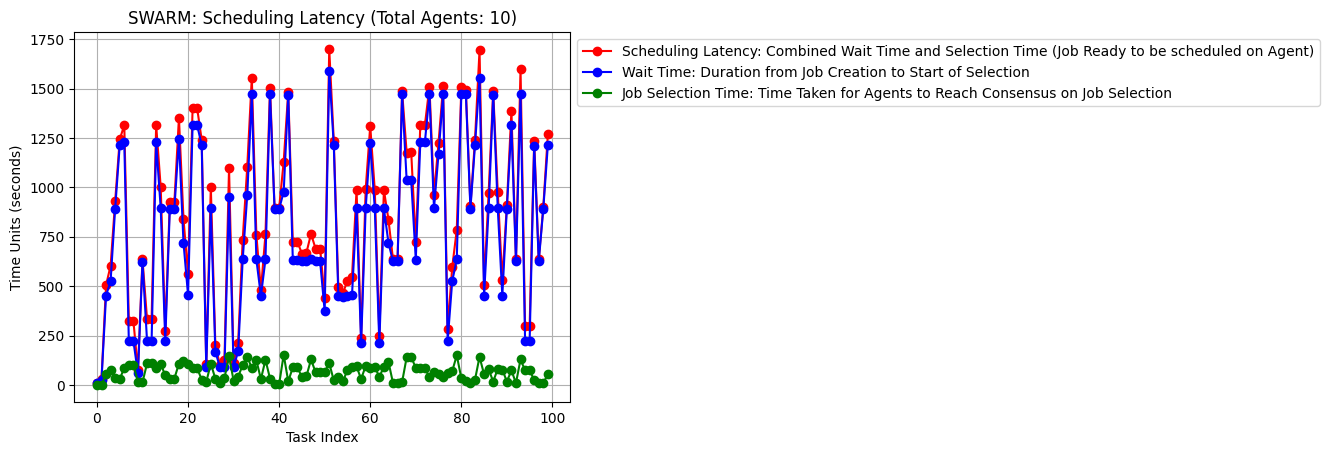 SWARM: Scheduling Latency (Total Agents: 10)
Scheduling Latency: Combined Wait Time and Selection Time (Job Ready to be scheduled on Agent)
Wait Time: Duration from Job Creation to Start of Selection
Job Selection Time: Time Taken for Agents to Reach Consensus on Job Selection
Time Units (seconds)
1750
1500
1250
1000
750
500
250
0
0 20 40 60 80 100
Task Index